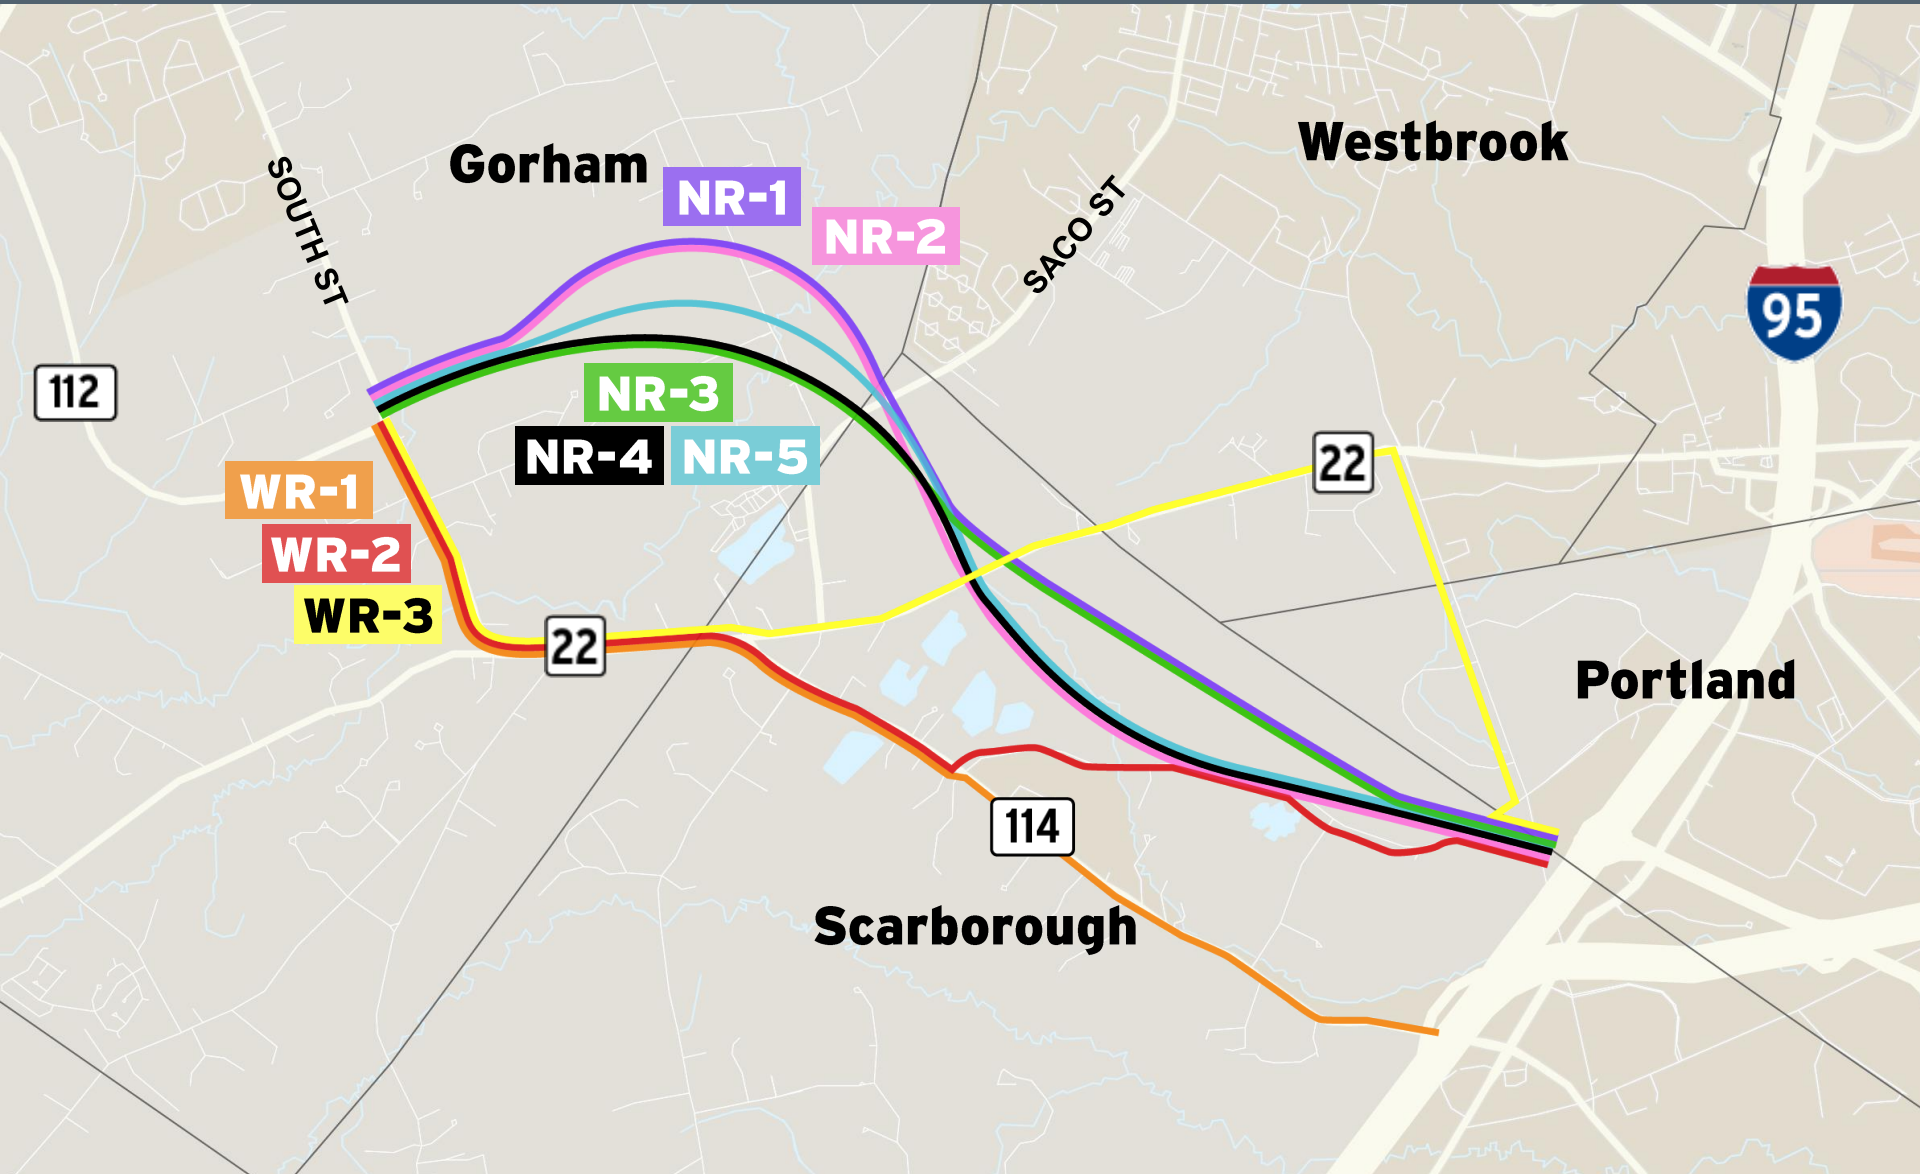 Westbrook
Gorham
SOUTH ST
NR-1
SACO ST
NR-2
95
112
NR-3
NR-4
NR-5
22
WR-1
WR-2
WR-3
22
Portland
114
Scarborough